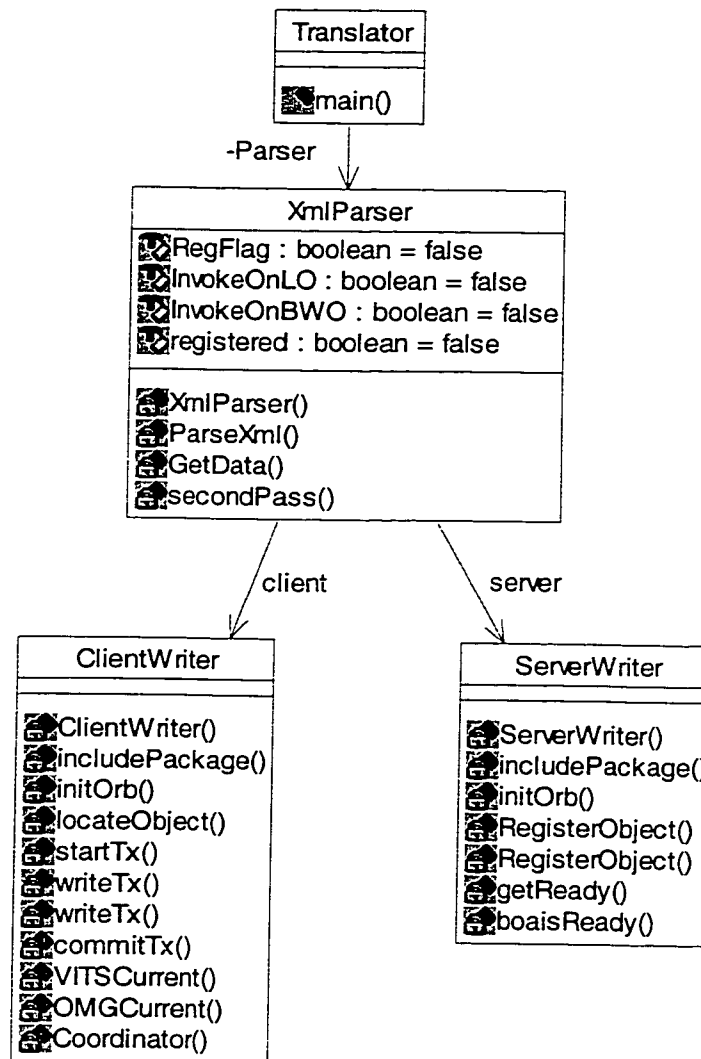 Translator
main()
-Parser
XmlParser
RegFlag : boolean = false
InvokeOnLO : boolean = false
InvokeOnBWO : boolean = false
registered : boolean = false
XmlParser()
ParseXml()
GetData()
secondPass()
client
server
ClientWriter
ClientWriter()
includePackage()
initOrb()
locateObject()
startTx()
writeTx()
writeTx()
commitTx()
VITSCurrent()
OMGCurrent()
Coordinator()
ServerWriter
ServerWriter()
includePackage()
initOrb()
RegisterObject()
RegisterObject()
getReady()
boaisReady()